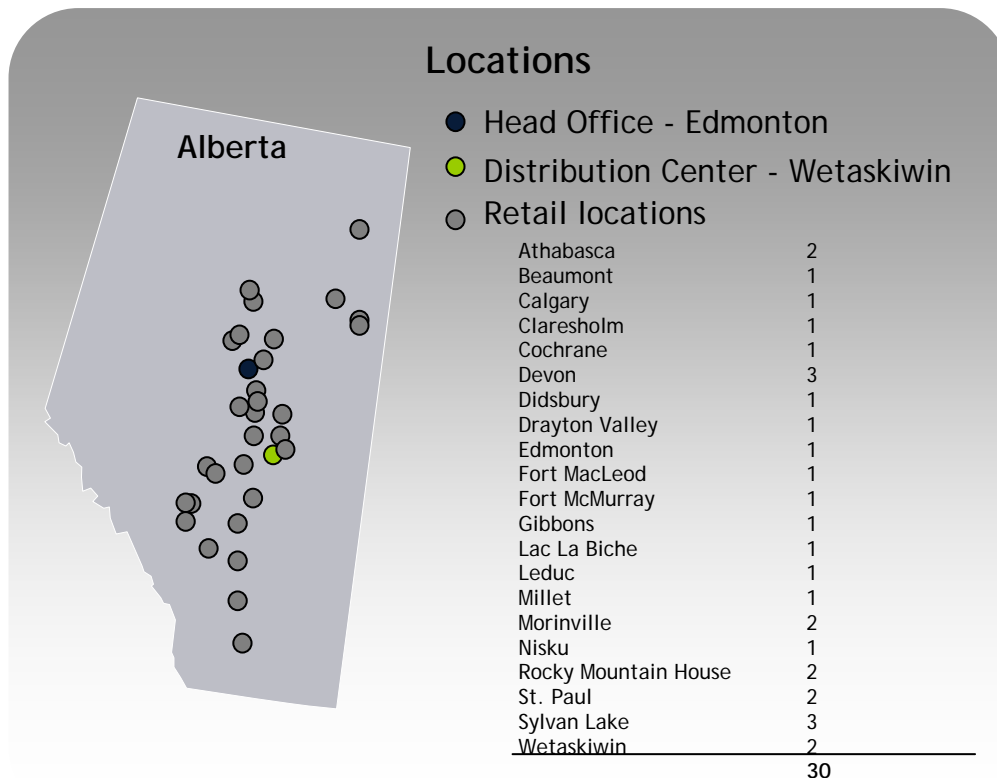 Locations
Alberta
Head Office - Edmonton
Distribution Center - Wetaskiwin
Retail locations
Athabasca 2
Beaumont 1
Calgary 1
Claresholm 1
Cochrane 1
Devon 3
Didsbury 1
Drayton Valley 1
Edmonton 1
Fort MacLeod 1
Fort McMurray 1
Gibbons 1
Lac La Biche 1
Leduc 1
Millet 1
Morinville 2
Nisku 1
Rocky Mountain House 2
St. Paul 2
Sylvan Lake 3
Wetaskiwin 2
30